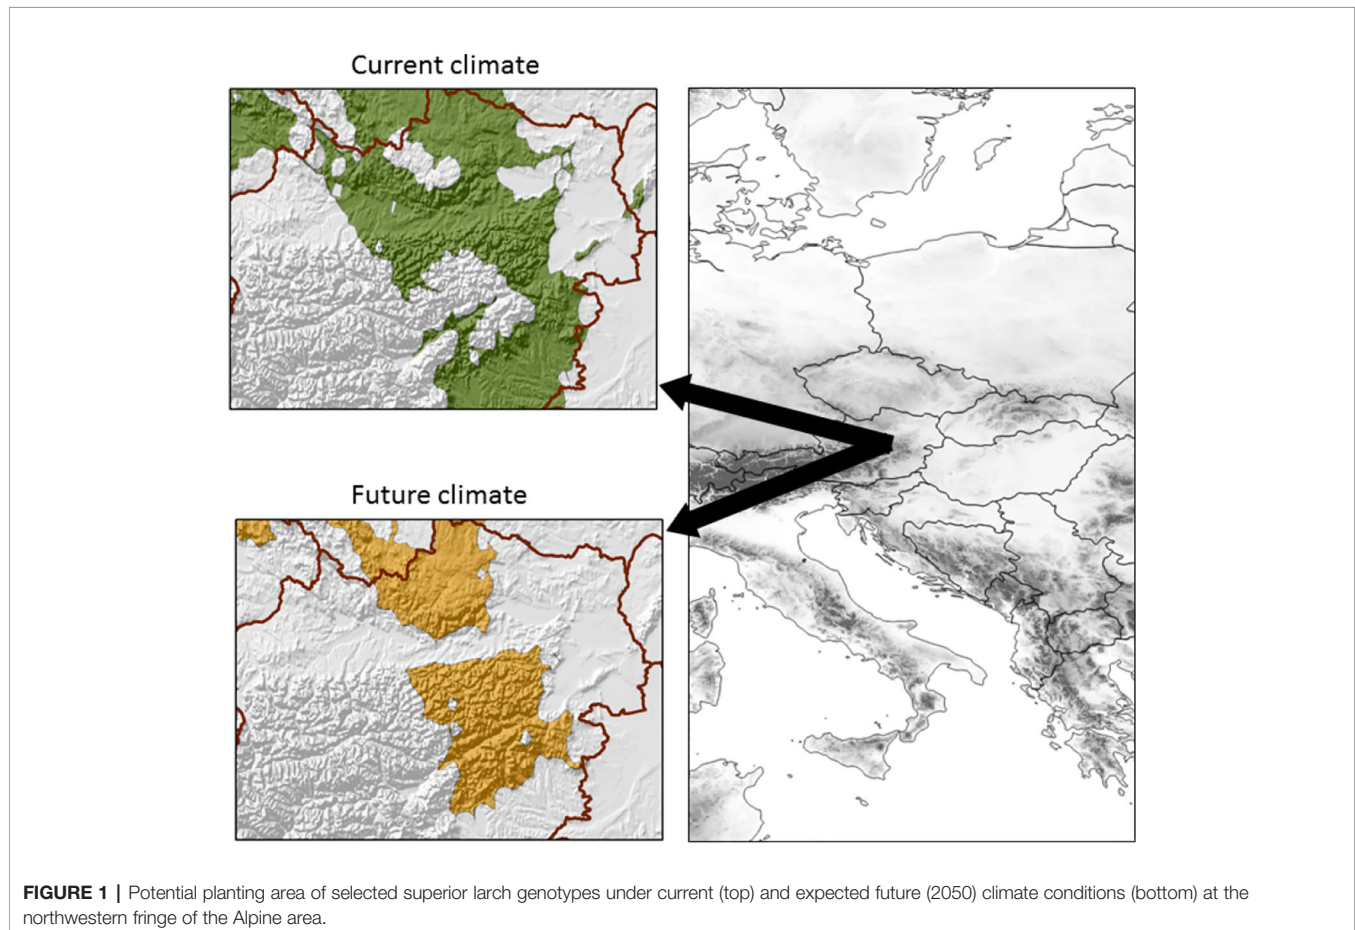 Current climate
Future climate
FIGURE 1 | Potential planting area of selected superior larch genotypes under current (top) and expected future (2050) climate conditions (bottom) at the
northwestern fringe of the Alpine area.